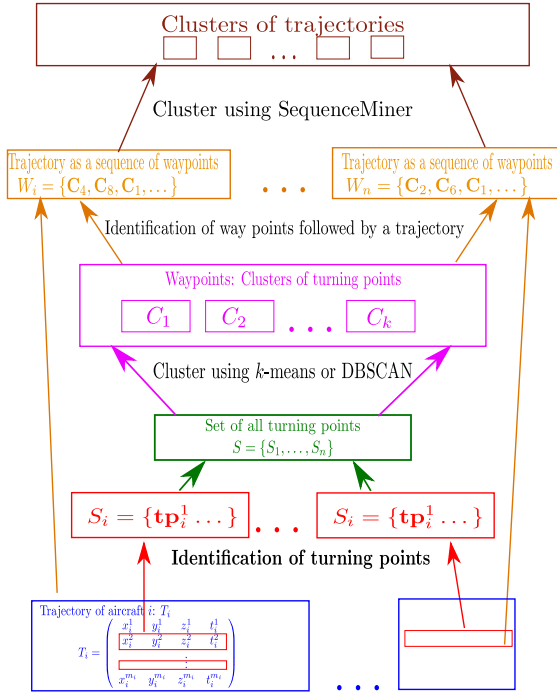 Clusters of trajectories
...
Cluster using SequenceMiner
Trajectory as a sequence of waypoints
W_i = {C_4, C_8, C_1, ...}
...
Trajectory as a sequence of waypoints
W_n = {C_2, C_6, C_1, ...}
Identification of way points followed by a trajectory
Waypoints: Clusters of turning points
C_1 C_2 ... C_k
Cluster using k-means or DBSCAN
Set of all turning points
S = {S_1, ..., S_n}
S_i = {tp_i^1 ...} ... S_i = {tp_i^1 ...}
Identification of turning points
Trajectory of aircraft i: T_i
x_i^1 y_i^1 z_i^1 t_i^1
x_i^2 y_i^2 z_i^2 t_i^2
T_i =
⋮
x_i^{m_i} y_i^{m_i} z_i^{m_i} t_i^{m_i}
...